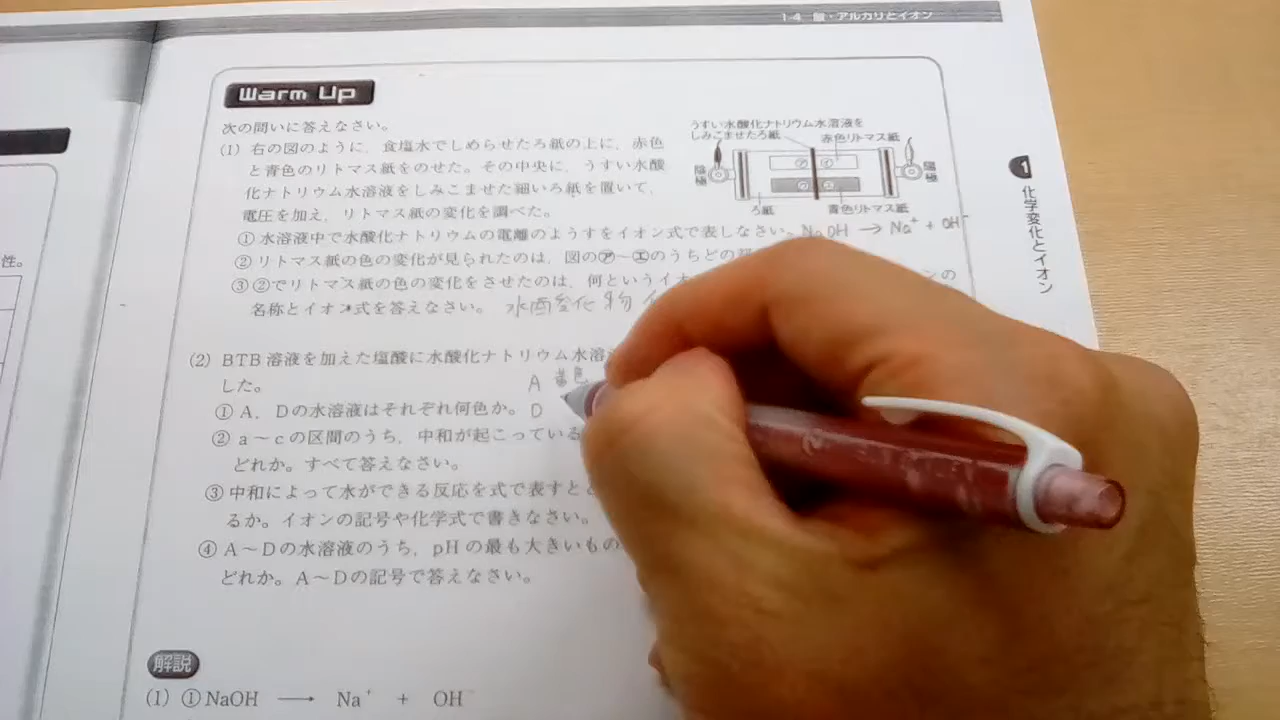 1-4 酸・アルカリとイオン
Warm Up
次の問いに答えなさい。
(1) 右の図のように，食塩水でしめらせたろ紙の上に，赤色
と青色のリトマス紙をのせた。その中央に，うすい水酸
化ナトリウム水溶液をしみこませた細いろ紙を置いて，
電圧を加え，リトマス紙の変化を調べた。
うすい水酸化ナトリウム水溶液を
しみこませたろ紙
赤色リトマス紙
陽極
陽極
ろ紙
青色リトマス紙
① 水溶液中で水酸化ナトリウムの電離のようすをイオン式で表しなさい。 NaOH → Na⁺ + OH⁻
② リトマス紙の色の変化が見られたのは，図の㋐～㋓のうちどの
③ ②でリトマス紙の色の変化をさせたのは，何というイオ
ンの
名称とイオン式を答えなさい。 水酸化物イ
(2) BTB溶液を加えた塩酸に水酸化ナトリウム水溶
した。
A 黄色
① A，Dの水溶液はそれぞれ何色か。 D
② a～cの区間のうち，中和が起こっている
どれか。すべて答えなさい。
③ 中和によって水ができる反応を式で表すと
るか。イオンの記号や化学式で書きなさい。
④ A～Dの水溶液のうち，pHの最も大きいもの
どれか。A～Dの記号で答えなさい。
解説
(1) ① NaOH ⟶ Na⁺ + OH⁻
1
化学変化とイオン
性。